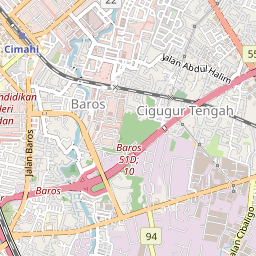 22
Cimahi
55
Jalan Abdul Halim
Baros
Cigugur Tengah
ndidikan
deri
dan
Jalan Baros
Baros
51D;
10
Baros
94
Jalan Cibaligo